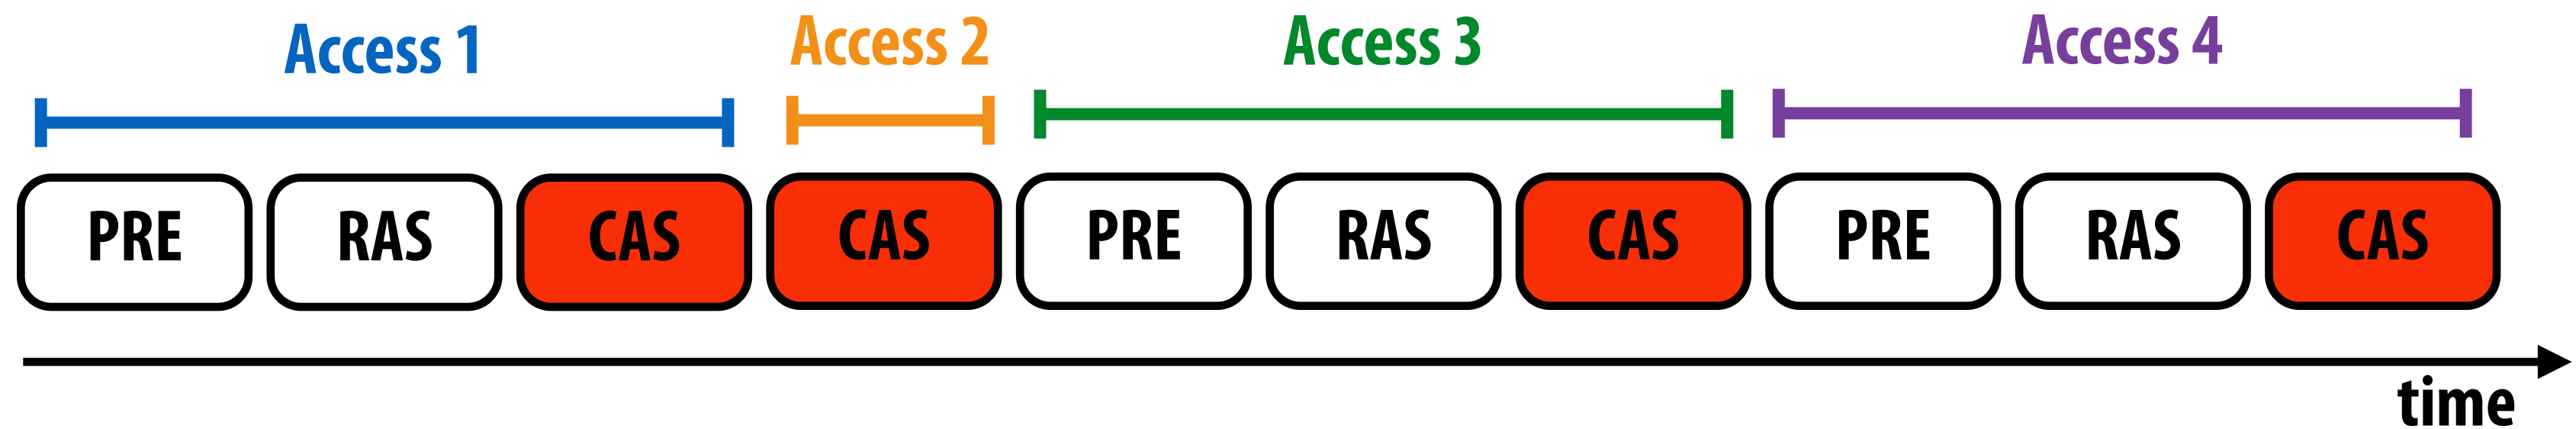 Access 1 Access 2 Access 3 Access 4
PRE RAS CAS CAS PRE RAS CAS PRE RAS CAS
time